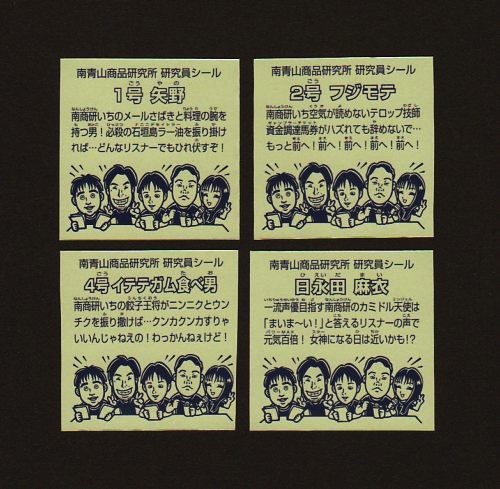 南青山商品研究所 研究員シール
1号 矢野
南商研いちのメールさばきと料理の腕を
持つ男！必殺の石垣島ラー油を振り掛け
れば…どんなリスナーでもひれ伏すぞ！
南青山商品研究所 研究員シール
2号 フジモテ
南商研いち空気が読めないテロップ技師
資金調達馬券がハズれても辞めないで…
もっと前へ！前へ！前へ！前へ！
南青山商品研究所 研究員シール
4号 イテテガム食べ男
南商研いちの餃子王将がニンニクとウン
チクを振り撒けば…クンカクンカすりゃ
いいんじゃねえの！わっかんねぇけど！
南青山商品研究所 研究員シール
日永田 麻衣
一流声優目指す南商研のカミドル天使は
「まいま〜い！」と答えるリスナーの声で
元気百倍！女神になる日は近いかも!?